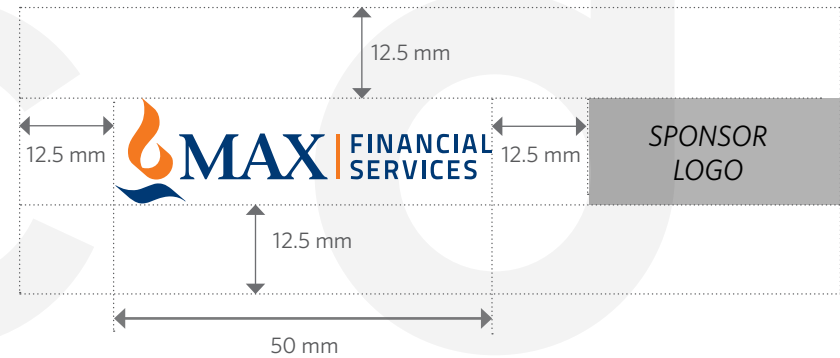 12.5 mm
12.5 mm
MAX | FINANCIAL
SERVICES
12.5 mm
SPONSOR
LOGO
12.5 mm
50 mm